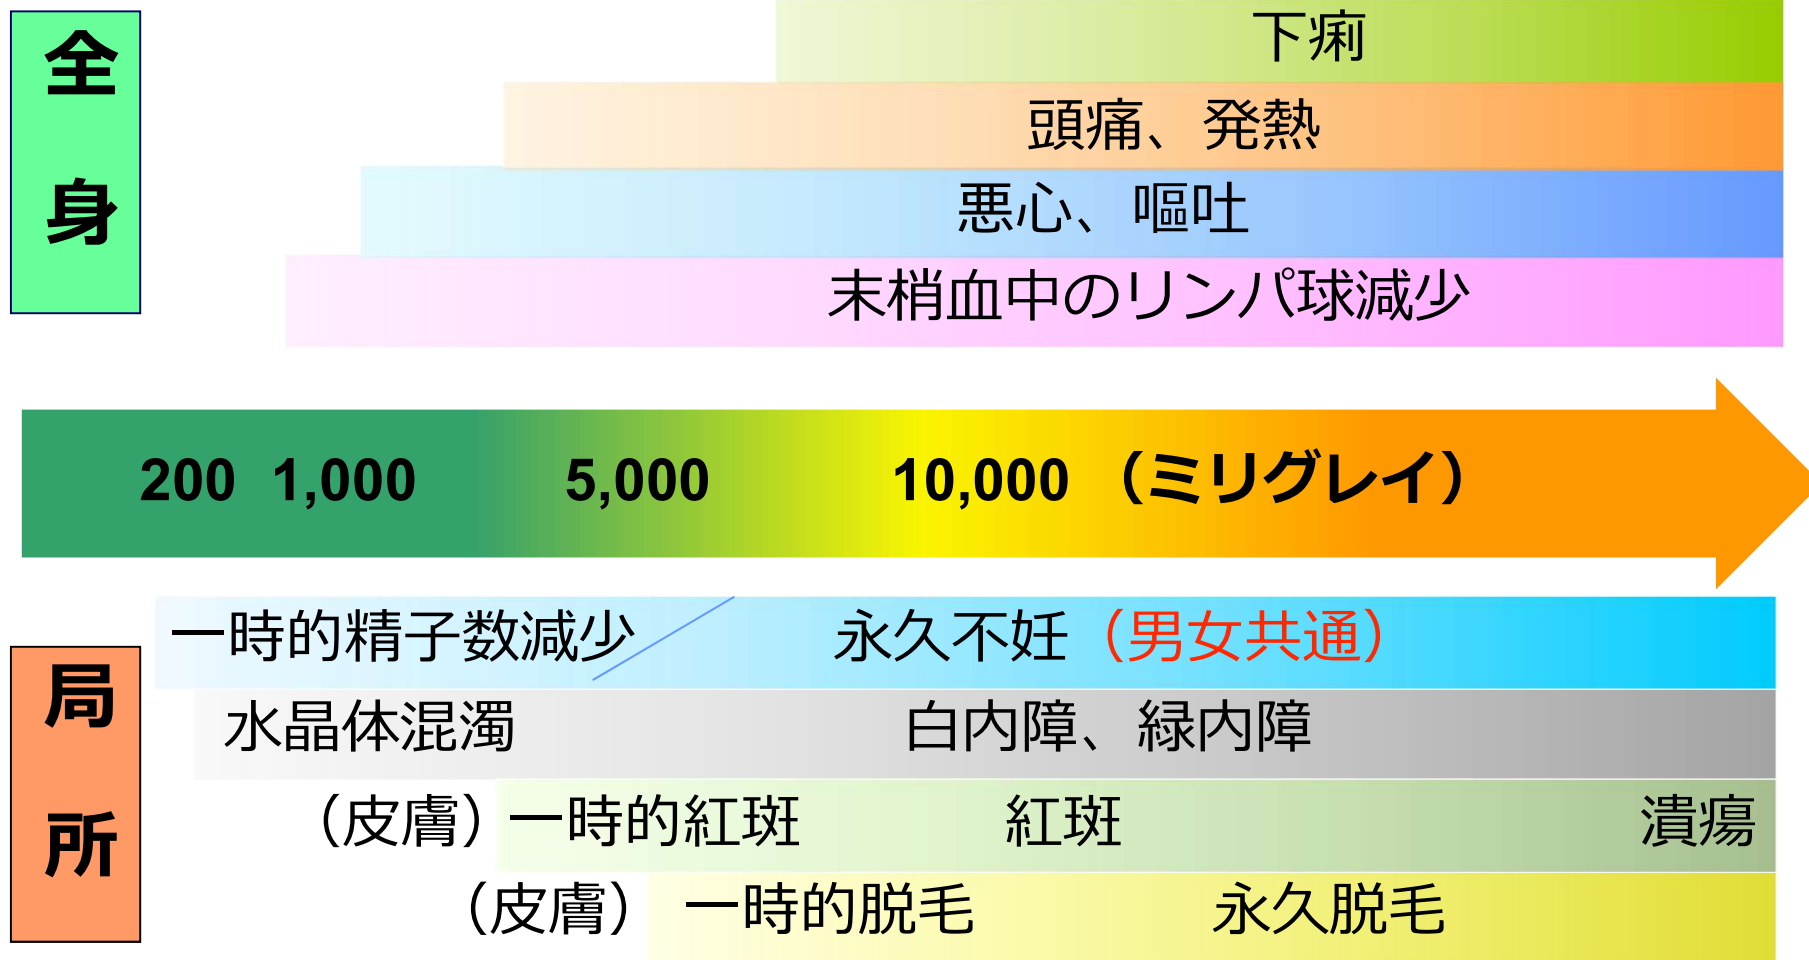 全身
下痢
頭痛、発熱
悪心、嘔吐
末梢血中のリンパ球減少
200 1,000 5,000 10,000 （ミリグレイ）
局所
一時的精子数減少 永久不妊（男女共通）
水晶体混濁 白内障、緑内障
（皮膚）一時的紅斑 紅斑 潰瘍
（皮膚） 一時的脱毛 永久脱毛